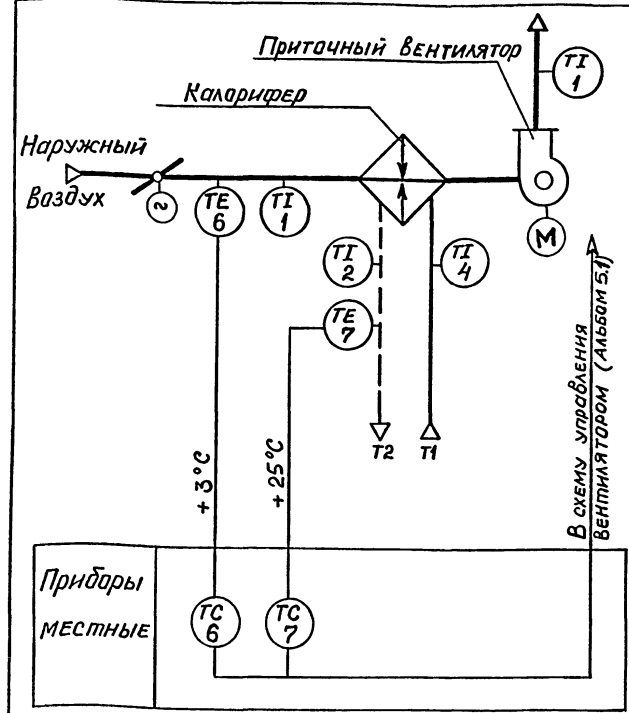 Приточный вентилятор
TI
1
Калорифер
Наружный
воздух
~
TE
6
TI
1
M
TI
2
TI
4
TE
7
T2
T1
+3°C
+25°C
В схему управления
вентилятором (Альбом 5.1)
Приборы
местные
TC
6
TC
7